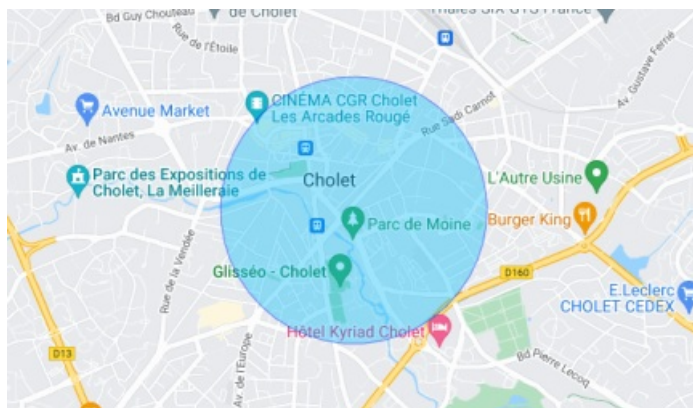 Bd Guy Chouteau
de Cholet
Thales SIX GTS France
Rue de l'Étoile
Av. Gustave Ferrié
CINÉMA CGR Cholet
Les Arcades Rougé
Avenue Market
Rue Sadi Carnot
Av. de Nantes
Parc des Expositions de
Cholet, La Meilleraie
Cholet
L'Autre Usine
Parc de Moine
Burger King
Rue de la Vendée
Glisséo - Cholet
D160
E.Leclerc
CHOLET CEDEX
Hôtel Kyriad Cholet
D13
Av. de l'Europe
Bd Pierre Lecoq